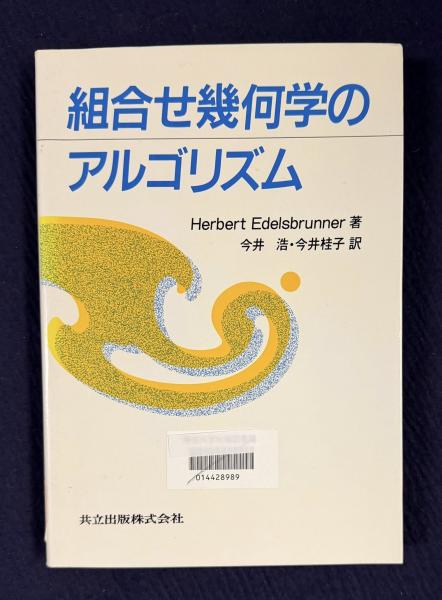 組合せ幾何学の
アルゴリズム
Herbert Edelsbrunner 著
今井 浩・今井桂子 訳
014428989
共立出版株式会社